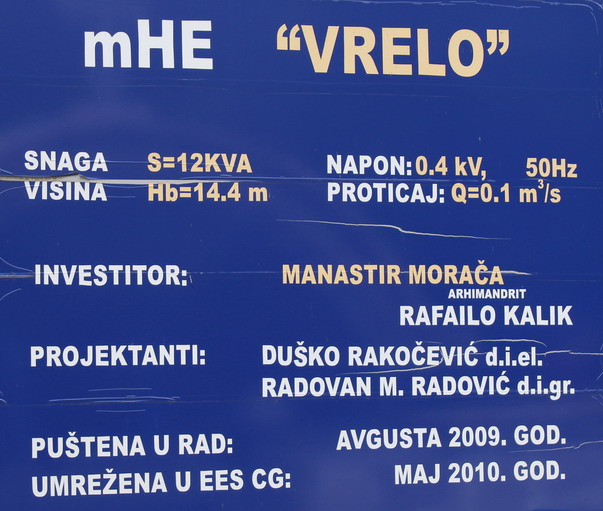 mHE "VRELO"
SNAGA S=12KVA NAPON: 0.4 kV, 50Hz
VISINA Hb=14.4 m PROTICAJ: Q=0.1 m³/s
INVESTITOR: MANASTIR MORAČA
ARHIMANDRIT
RAFAILO KALIK
PROJEKTANTI: DUŠKO RAKOČEVIĆ d.i.el.
RADOVAN M. RADOVIĆ d.i.gr.
PUŠTENA U RAD: AVGUSTA 2009. GOD.
UMREŽENA U EES CG: MAJ 2010. GOD.